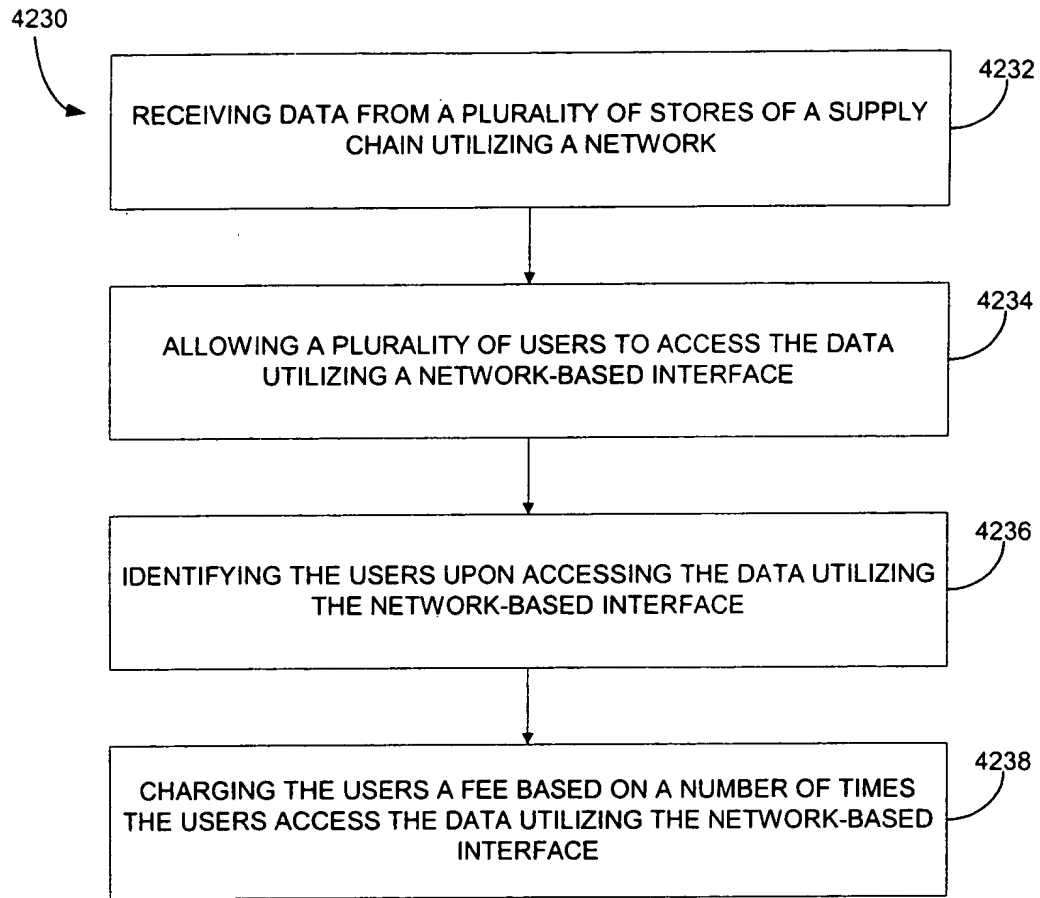 4230
4232
RECEIVING DATA FROM A PLURALITY OF STORES OF A SUPPLY
CHAIN UTILIZING A NETWORK
4234
ALLOWING A PLURALITY OF USERS TO ACCESS THE DATA
UTILIZING A NETWORK-BASED INTERFACE
4236
IDENTIFYING THE USERS UPON ACCESSING THE DATA UTILIZING
THE NETWORK-BASED INTERFACE
4238
CHARGING THE USERS A FEE BASED ON A NUMBER OF TIMES
THE USERS ACCESS THE DATA UTILIZING THE NETWORK-BASED
INTERFACE